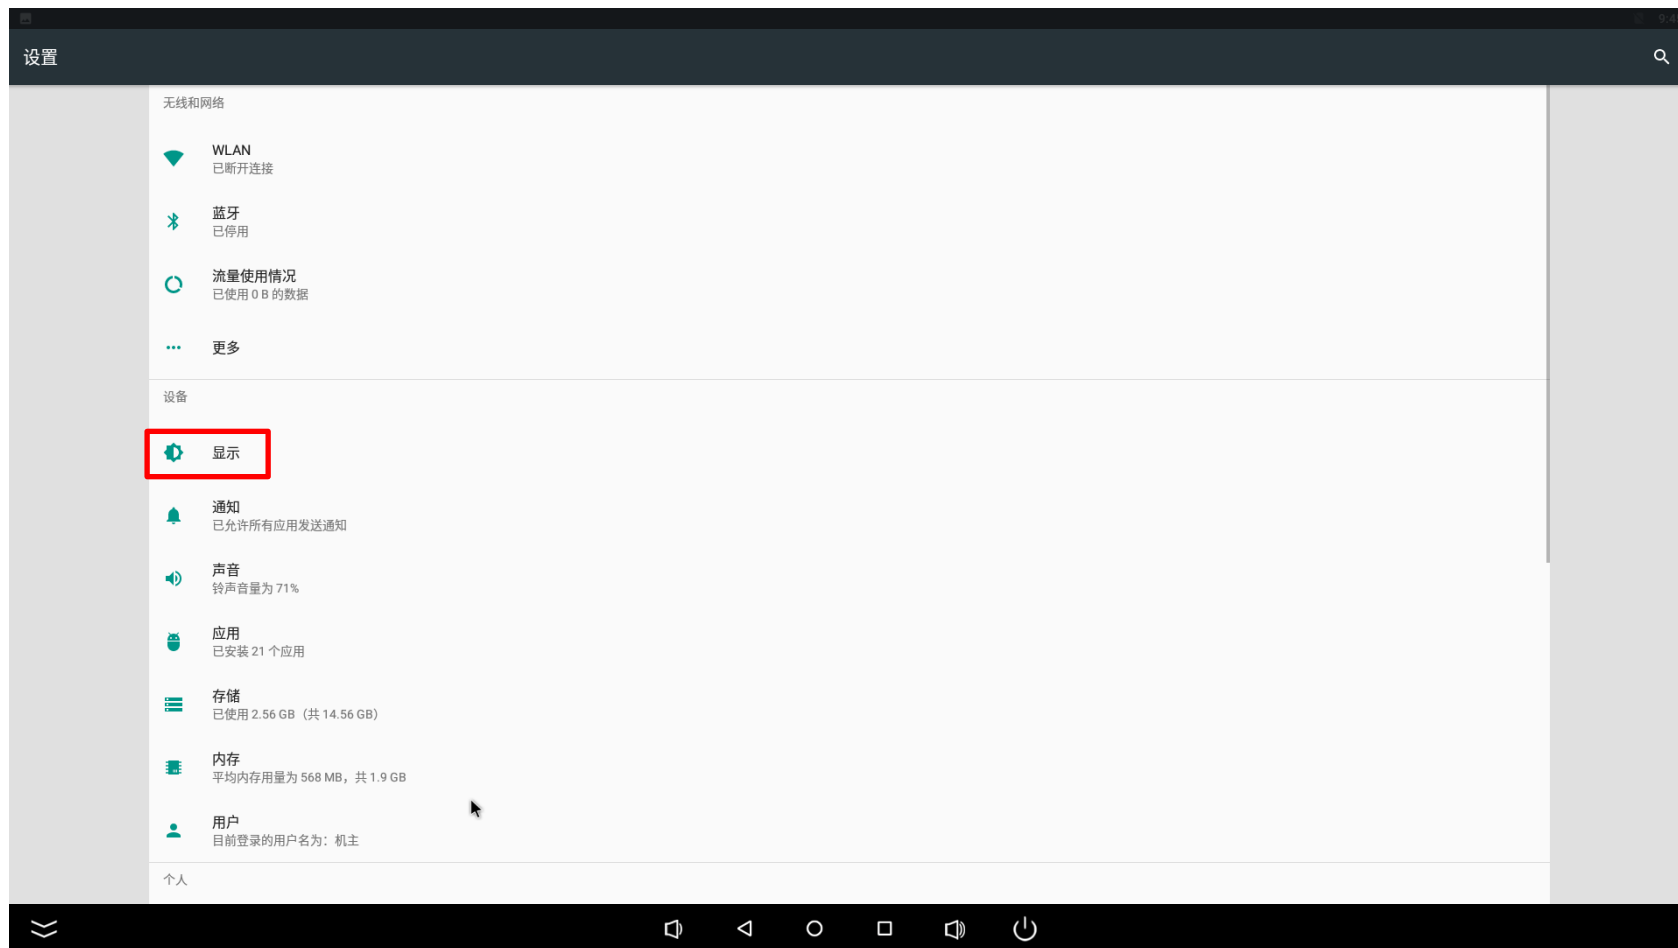 9:4
设置
无线和网络
WLAN
已断开连接
蓝牙
已停用
流量使用情况
已使用 0 B 的数据
更多
设备
显示
通知
已允许所有应用发送通知
声音
铃声音量为 71%
应用
已安装 21 个应用
存储
已使用 2.56 GB（共 14.56 GB）
内存
平均内存用量为 568 MB，共 1.9 GB
用户
目前登录的用户名为：机主
个人